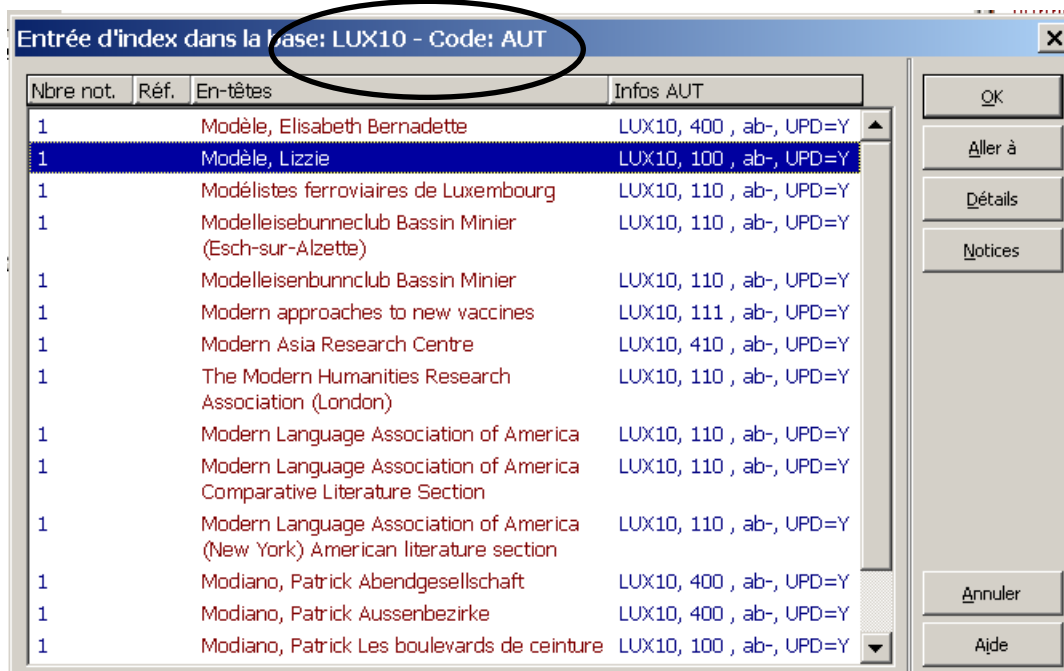 Entrée d'index dans la base: LUX10 - Code: AUT
Nbre not. Réf. En-têtes Infos AUT
1 Modèle, Elisabeth Bernadette LUX10, 400 , ab-, UPD=Y
1 Modèle, Lizzie LUX10, 100 , ab-, UPD=Y
1 Modélistes ferroviaires de Luxembourg LUX10, 110 , ab-, UPD=Y
1 Modelleisebunneclub Bassin Minier LUX10, 110 , ab-, UPD=Y
(Esch-sur-Alzette)
1 Modelleisenbunnclub Bassin Minier LUX10, 110 , ab-, UPD=Y
1 Modern approaches to new vaccines LUX10, 111 , ab-, UPD=Y
1 Modern Asia Research Centre LUX10, 410 , ab-, UPD=Y
1 The Modern Humanities Research LUX10, 110 , ab-, UPD=Y
Association (London)
1 Modern Language Association of America LUX10, 110 , ab-, UPD=Y
1 Modern Language Association of America LUX10, 110 , ab-, UPD=Y
Comparative Literature Section
1 Modern Language Association of America LUX10, 110 , ab-, UPD=Y
(New York) American literature section
1 Modiano, Patrick Abendgesellschaft LUX10, 400 , ab-, UPD=Y
1 Modiano, Patrick Aussenbezirke LUX10, 400 , ab-, UPD=Y
1 Modiano, Patrick Les boulevards de ceinture LUX10, 100 , ab-, UPD=Y
OK
Aller à
Détails
Notices
Annuler
Aide